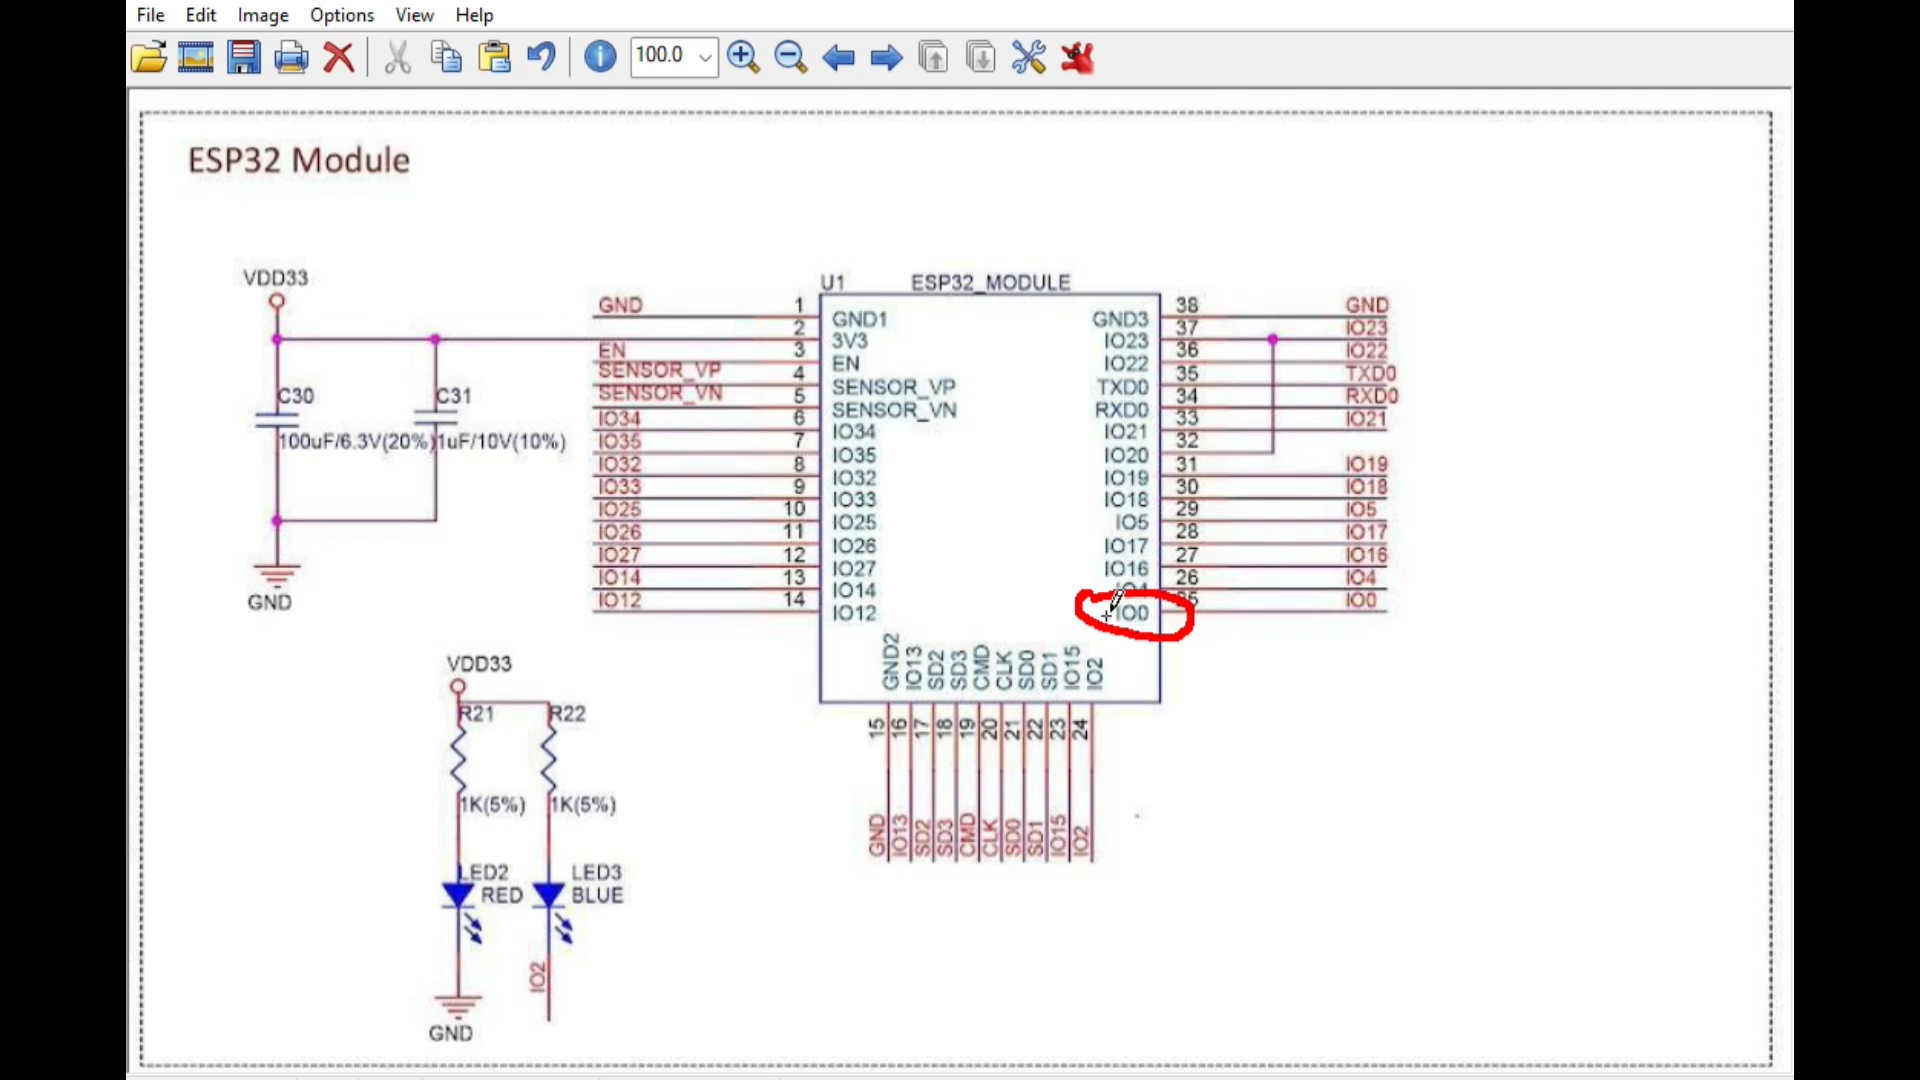 File Edit Image Options View Help
100.0
ESP32 Module
VDD33
C30
100uF/6.3V(20%)
C31
1uF/10V(10%)
GND
U1 ESP32_MODULE
GND 1 GND1
2 3V3
EN 3 EN
SENSOR_VP 4 SENSOR_VP
SENSOR_VN 5 SENSOR_VN
IO34 6 IO34
IO35 7 IO35
IO32 8 IO32
IO33 9 IO33
IO25 10 IO25
IO26 11 IO26
IO27 12 IO27
IO14 13 IO14
IO12 14 IO12
GND3 38 GND
IO23 37 IO23
IO22 36 IO22
TXD0 35 TXD0
RXD0 34 RXD0
IO21 33 IO21
IO20 32
IO19 31 IO19
IO18 30 IO18
IO5 29 IO5
IO17 28 IO17
IO16 27 IO16
26 IO4
IO0 IO0
GND2 15 GND
IO13 16 IO13
SD2 17 SD2
SD3 18 SD3
CMD 19 CMD
CLK 20 CLK
SD0 21 SD0
SD1 22 SD1
IO15 23 IO15
IO2 24 IO2
VDD33
R21
1K(5%)
R22
1K(5%)
LED2
RED
LED3
BLUE
IO2
GND